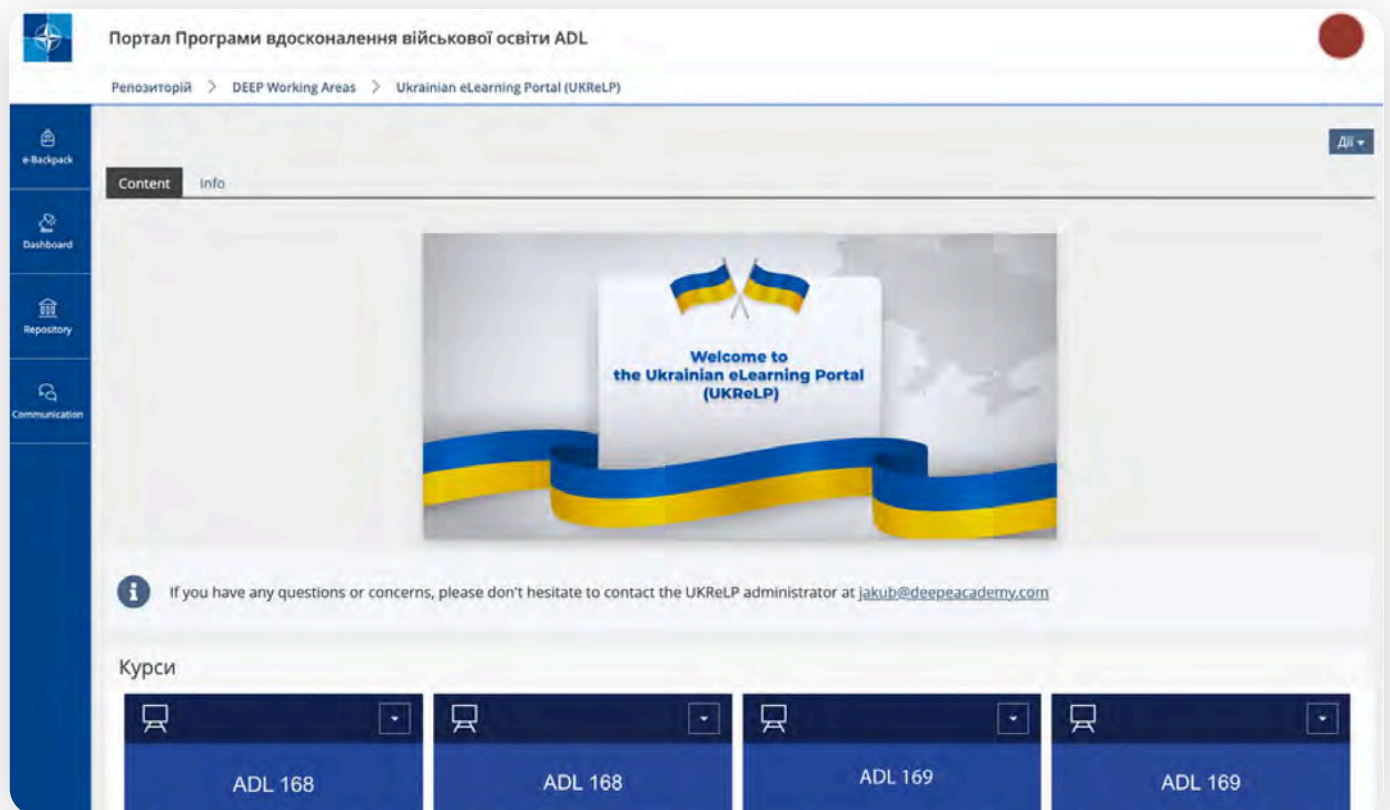 Портал Програми вдосконалення військової освіти ADL
Репозиторій > DEEP Working Areas > Ukrainian eLearning Portal (UKReLP)
e-Backpack
Дії
Content Info
Dashboard
Repository
Communication
Welcome to
the Ukrainian eLearning Portal
(UKReLP)
If you have any questions or concerns, please don't hesitate to contact the UKReLP administrator at jakub@deepeacademy.com
Курси
ADL 168 ADL 168 ADL 169 ADL 169